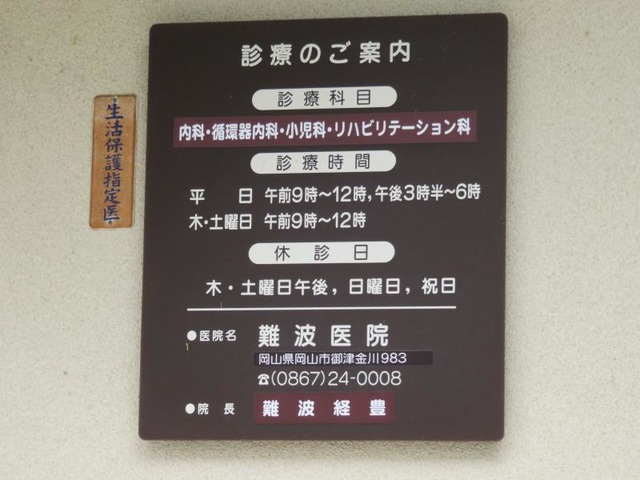 診療のご案内
診療科目
内科・循環器内科・小児科・リハビリテーション科
診療時間
平日 午前9時〜12時,午後3時半〜6時
木・土曜日 午前9時〜12時
休診日
木・土曜日午後,日曜日,祝日
●医院名 難波医院
岡山県岡山市御津金川983
☎(0867)24-0008
●院長 難波経豊
生活保護指定医